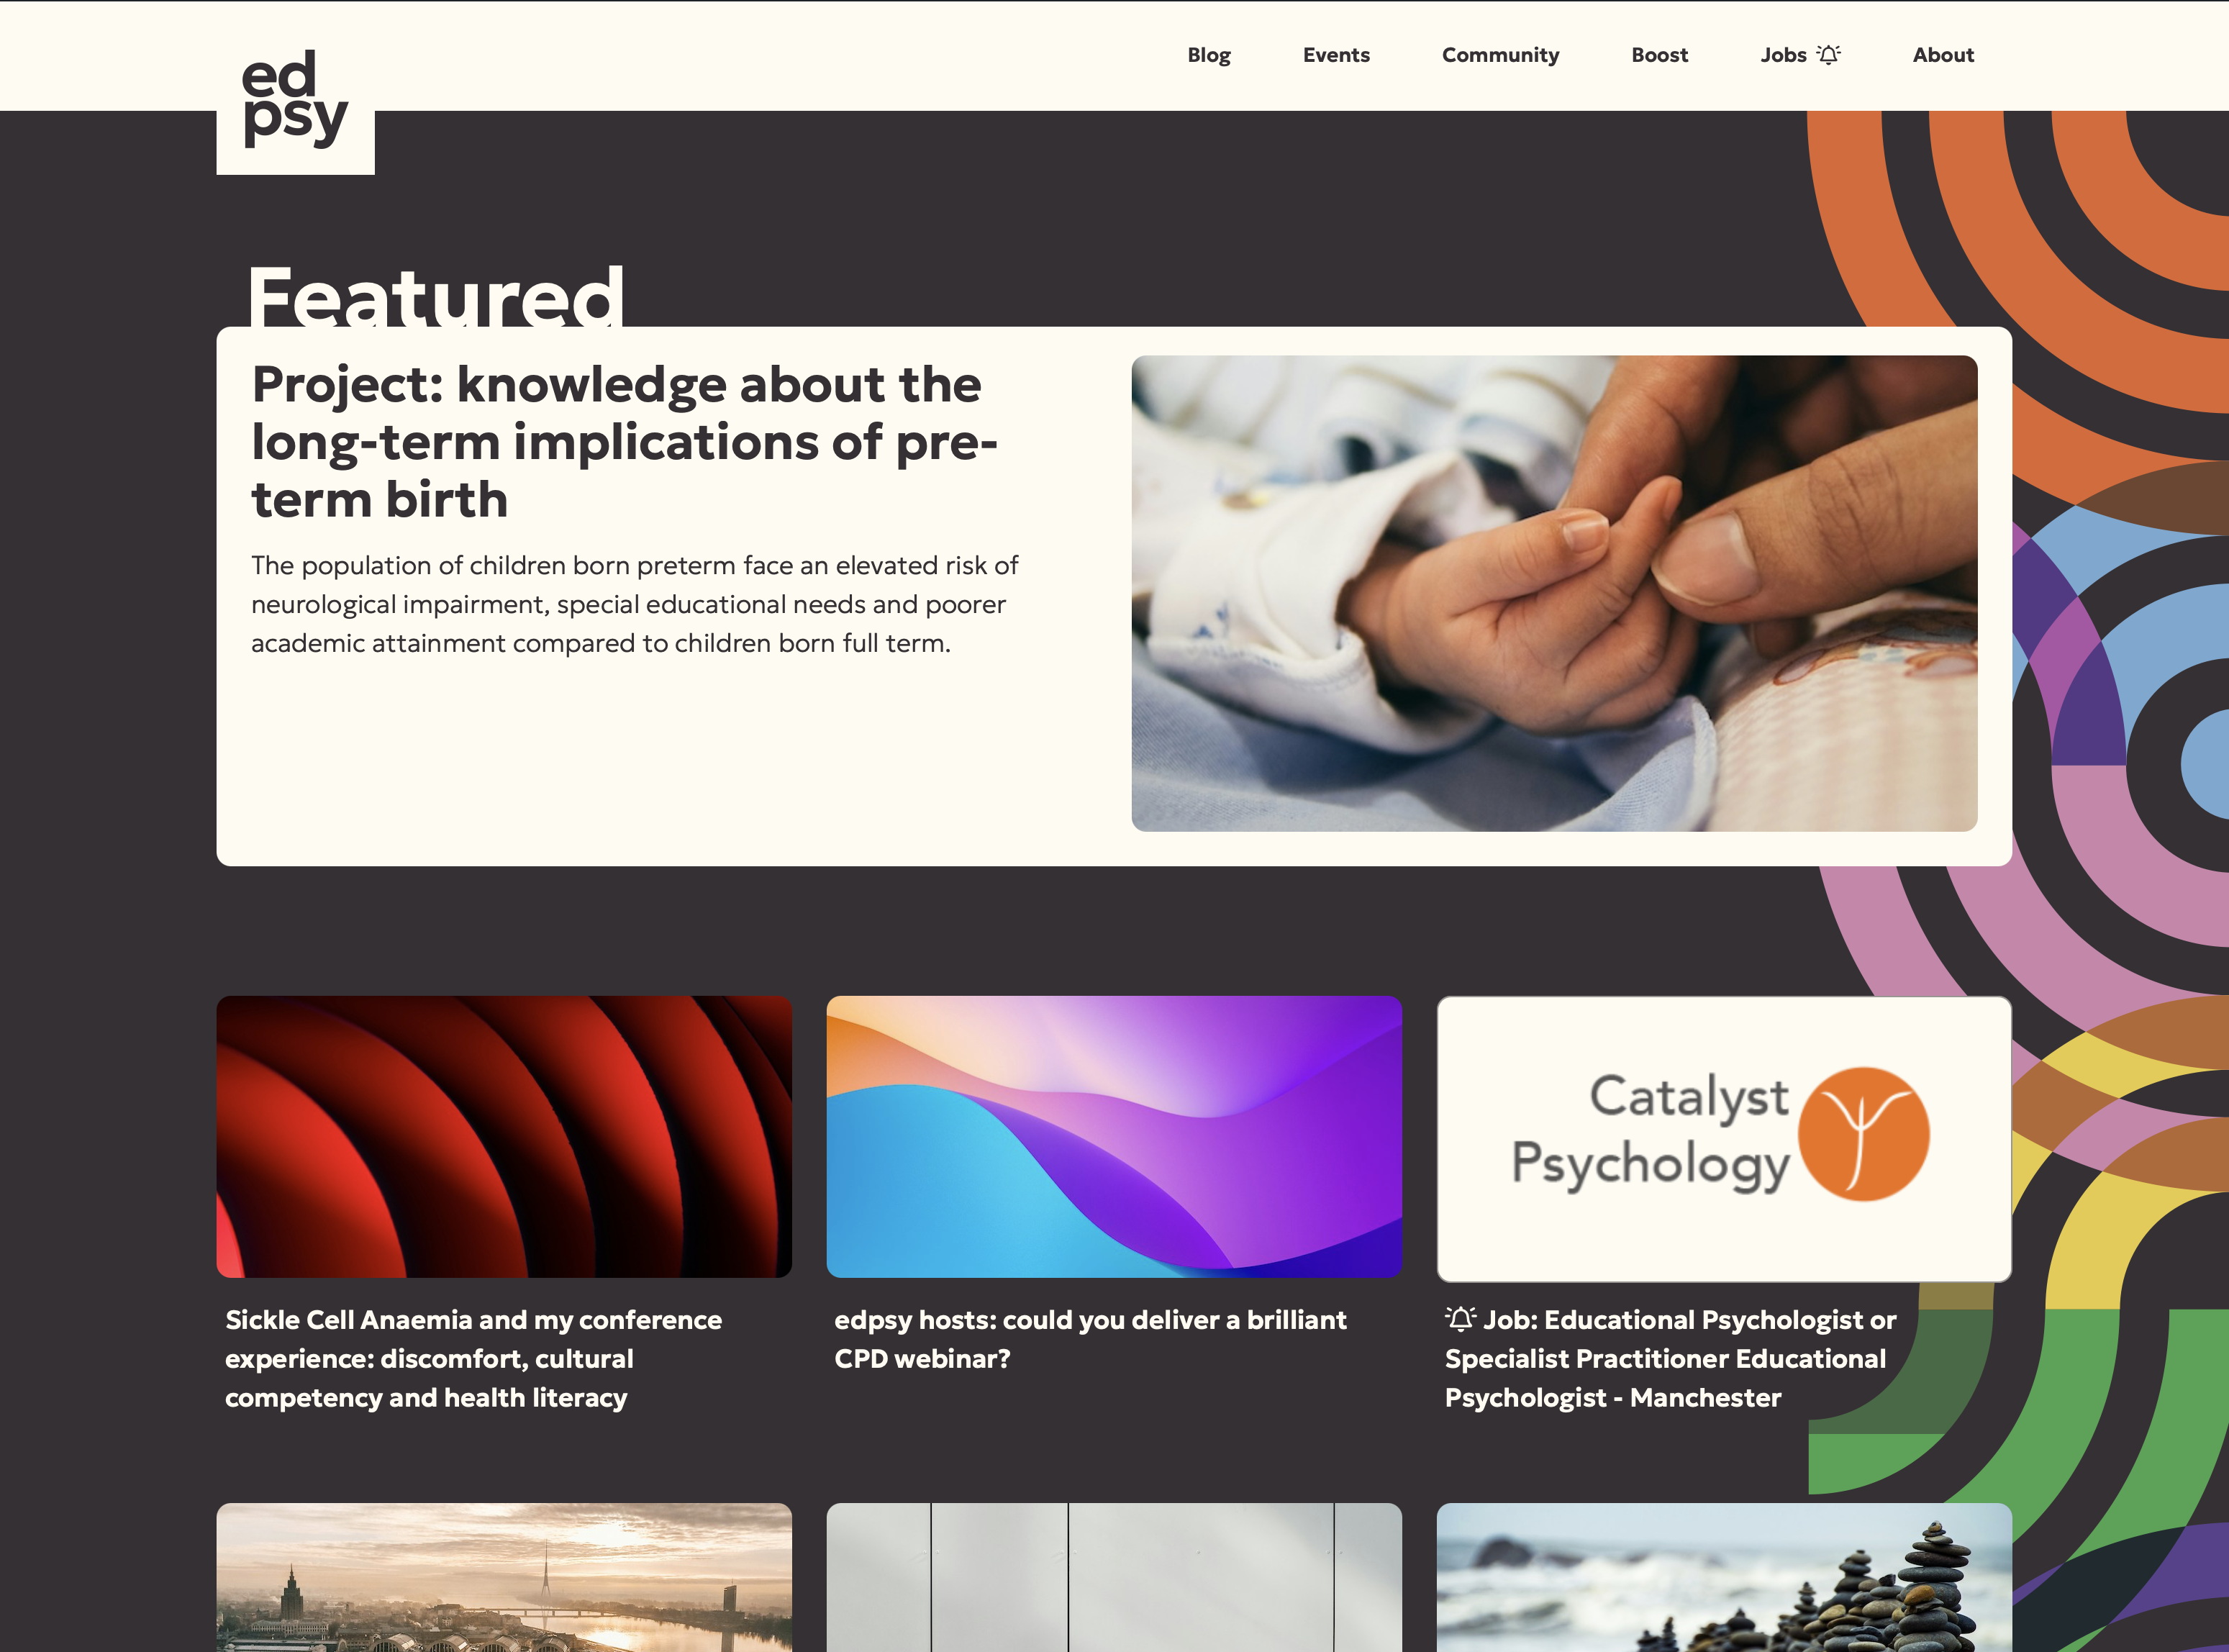 ed
psy
Blog
Events
Community
Boost
Jobs
About
Featured
Project: knowledge about the
long-term implications of pre-
term birth
The population of children born preterm face an elevated risk of
neurological impairment, special educational needs and poorer
academic attainment compared to children born full term.
Catalyst
Psychology
Sickle Cell Anaemia and my conference
experience: discomfort, cultural
competency and health literacy
edpsy hosts: could you deliver a brilliant
CPD webinar?
Job: Educational Psychologist or
Specialist Practitioner Educational
Psychologist - Manchester